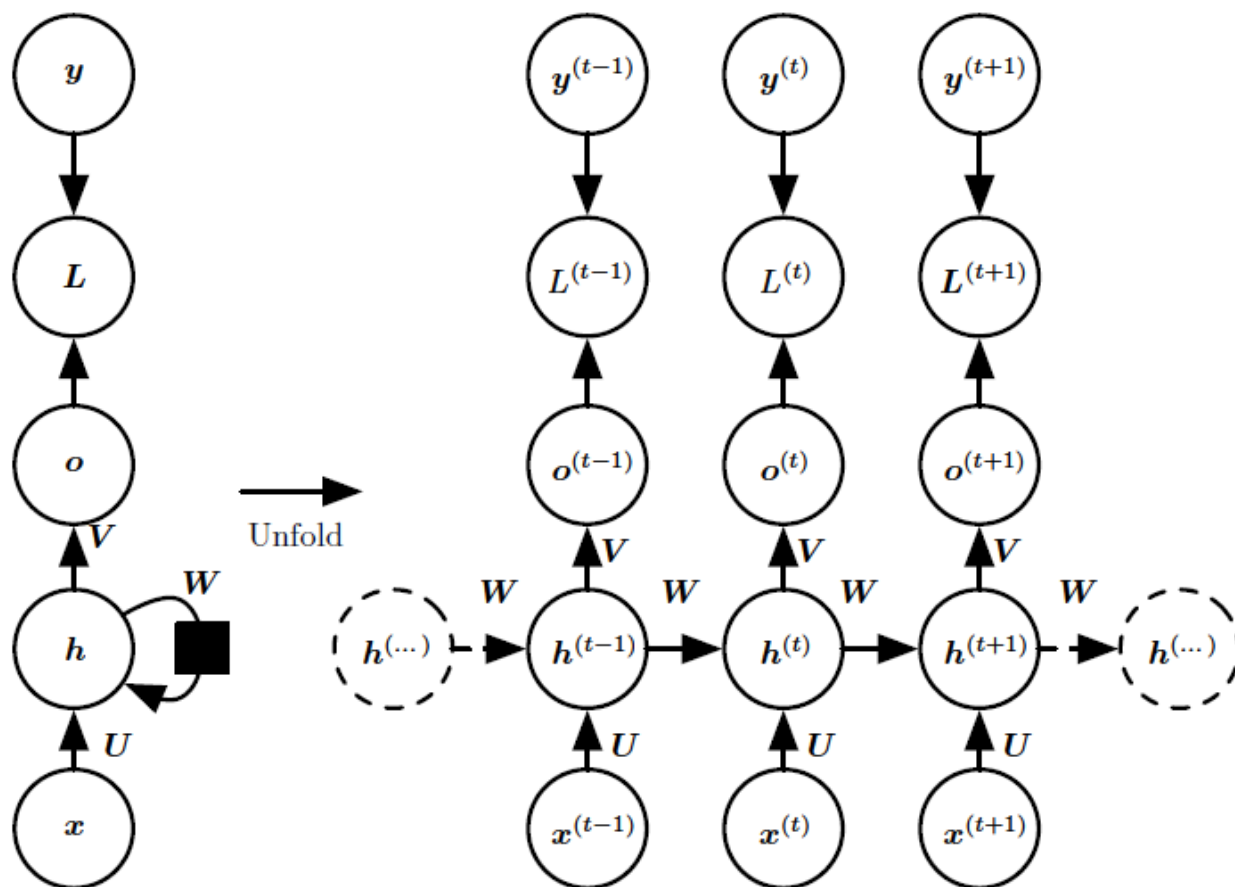 y y^(t−1) y^(t) y^(t+1)
L L^(t−1) L^(t) L^(t+1)
o o^(t−1) o^(t) o^(t+1)
Unfold
V V V V
W W W W W
h h^(...) h^(t−1) h^(t) h^(t+1) h^(...)
U U U U
x x^(t−1) x^(t) x^(t+1)